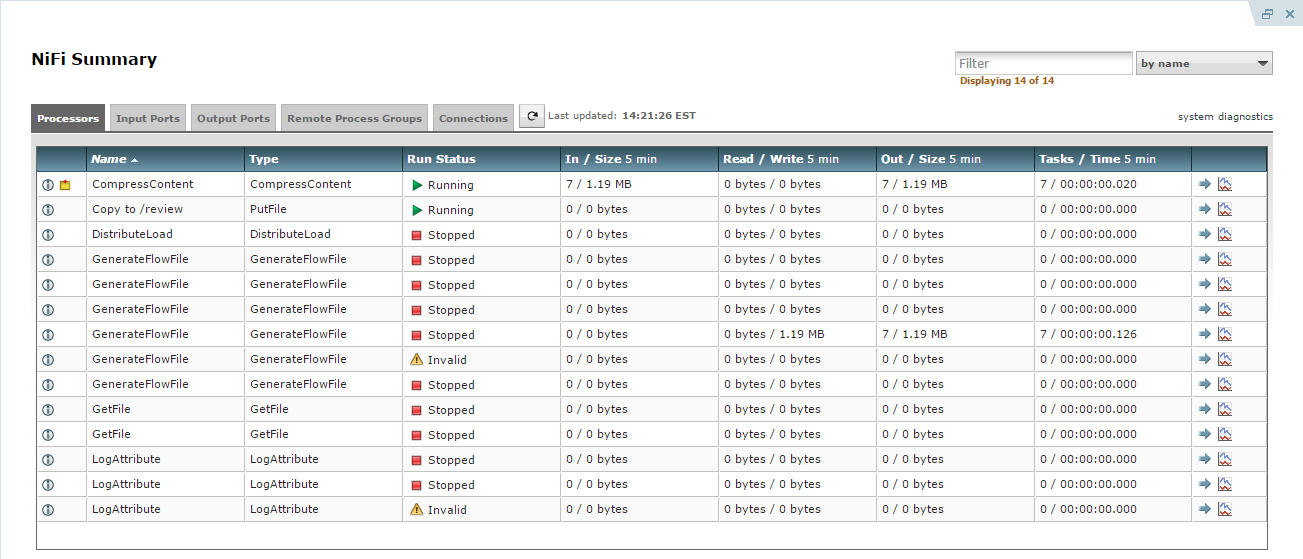 NiFi Summary
Filter
by name
Displaying 14 of 14
Processors Input Ports Output Ports Remote Process Groups Connections Last updated: 14:21:26 EST system diagnostics
Name Type Run Status In / Size 5 min Read / Write 5 min Out / Size 5 min Tasks / Time 5 min
CompressContent CompressContent Running 7 / 1.19 MB 0 bytes / 0 bytes 7 / 1.19 MB 7 / 00:00:00.020
Copy to /review PutFile Running 0 / 0 bytes 0 bytes / 0 bytes 0 / 0 bytes 0 / 00:00:00.000
DistributeLoad DistributeLoad Stopped 0 / 0 bytes 0 bytes / 0 bytes 0 / 0 bytes 0 / 00:00:00.000
GenerateFlowFile GenerateFlowFile Stopped 0 / 0 bytes 0 bytes / 0 bytes 0 / 0 bytes 0 / 00:00:00.000
GenerateFlowFile GenerateFlowFile Stopped 0 / 0 bytes 0 bytes / 0 bytes 0 / 0 bytes 0 / 00:00:00.000
GenerateFlowFile GenerateFlowFile Stopped 0 / 0 bytes 0 bytes / 0 bytes 0 / 0 bytes 0 / 00:00:00.000
GenerateFlowFile GenerateFlowFile Stopped 0 / 0 bytes 0 bytes / 1.19 MB 7 / 1.19 MB 7 / 00:00:00.126
GenerateFlowFile GenerateFlowFile Invalid 0 / 0 bytes 0 bytes / 0 bytes 0 / 0 bytes 0 / 00:00:00.000
GenerateFlowFile GenerateFlowFile Stopped 0 / 0 bytes 0 bytes / 0 bytes 0 / 0 bytes 0 / 00:00:00.000
GetFile GetFile Stopped 0 / 0 bytes 0 bytes / 0 bytes 0 / 0 bytes 0 / 00:00:00.000
GetFile GetFile Stopped 0 / 0 bytes 0 bytes / 0 bytes 0 / 0 bytes 0 / 00:00:00.000
LogAttribute LogAttribute Stopped 0 / 0 bytes 0 bytes / 0 bytes 0 / 0 bytes 0 / 00:00:00.000
LogAttribute LogAttribute Stopped 0 / 0 bytes 0 bytes / 0 bytes 0 / 0 bytes 0 / 00:00:00.000
LogAttribute LogAttribute Invalid 0 / 0 bytes 0 bytes / 0 bytes 0 / 0 bytes 0 / 00:00:00.000